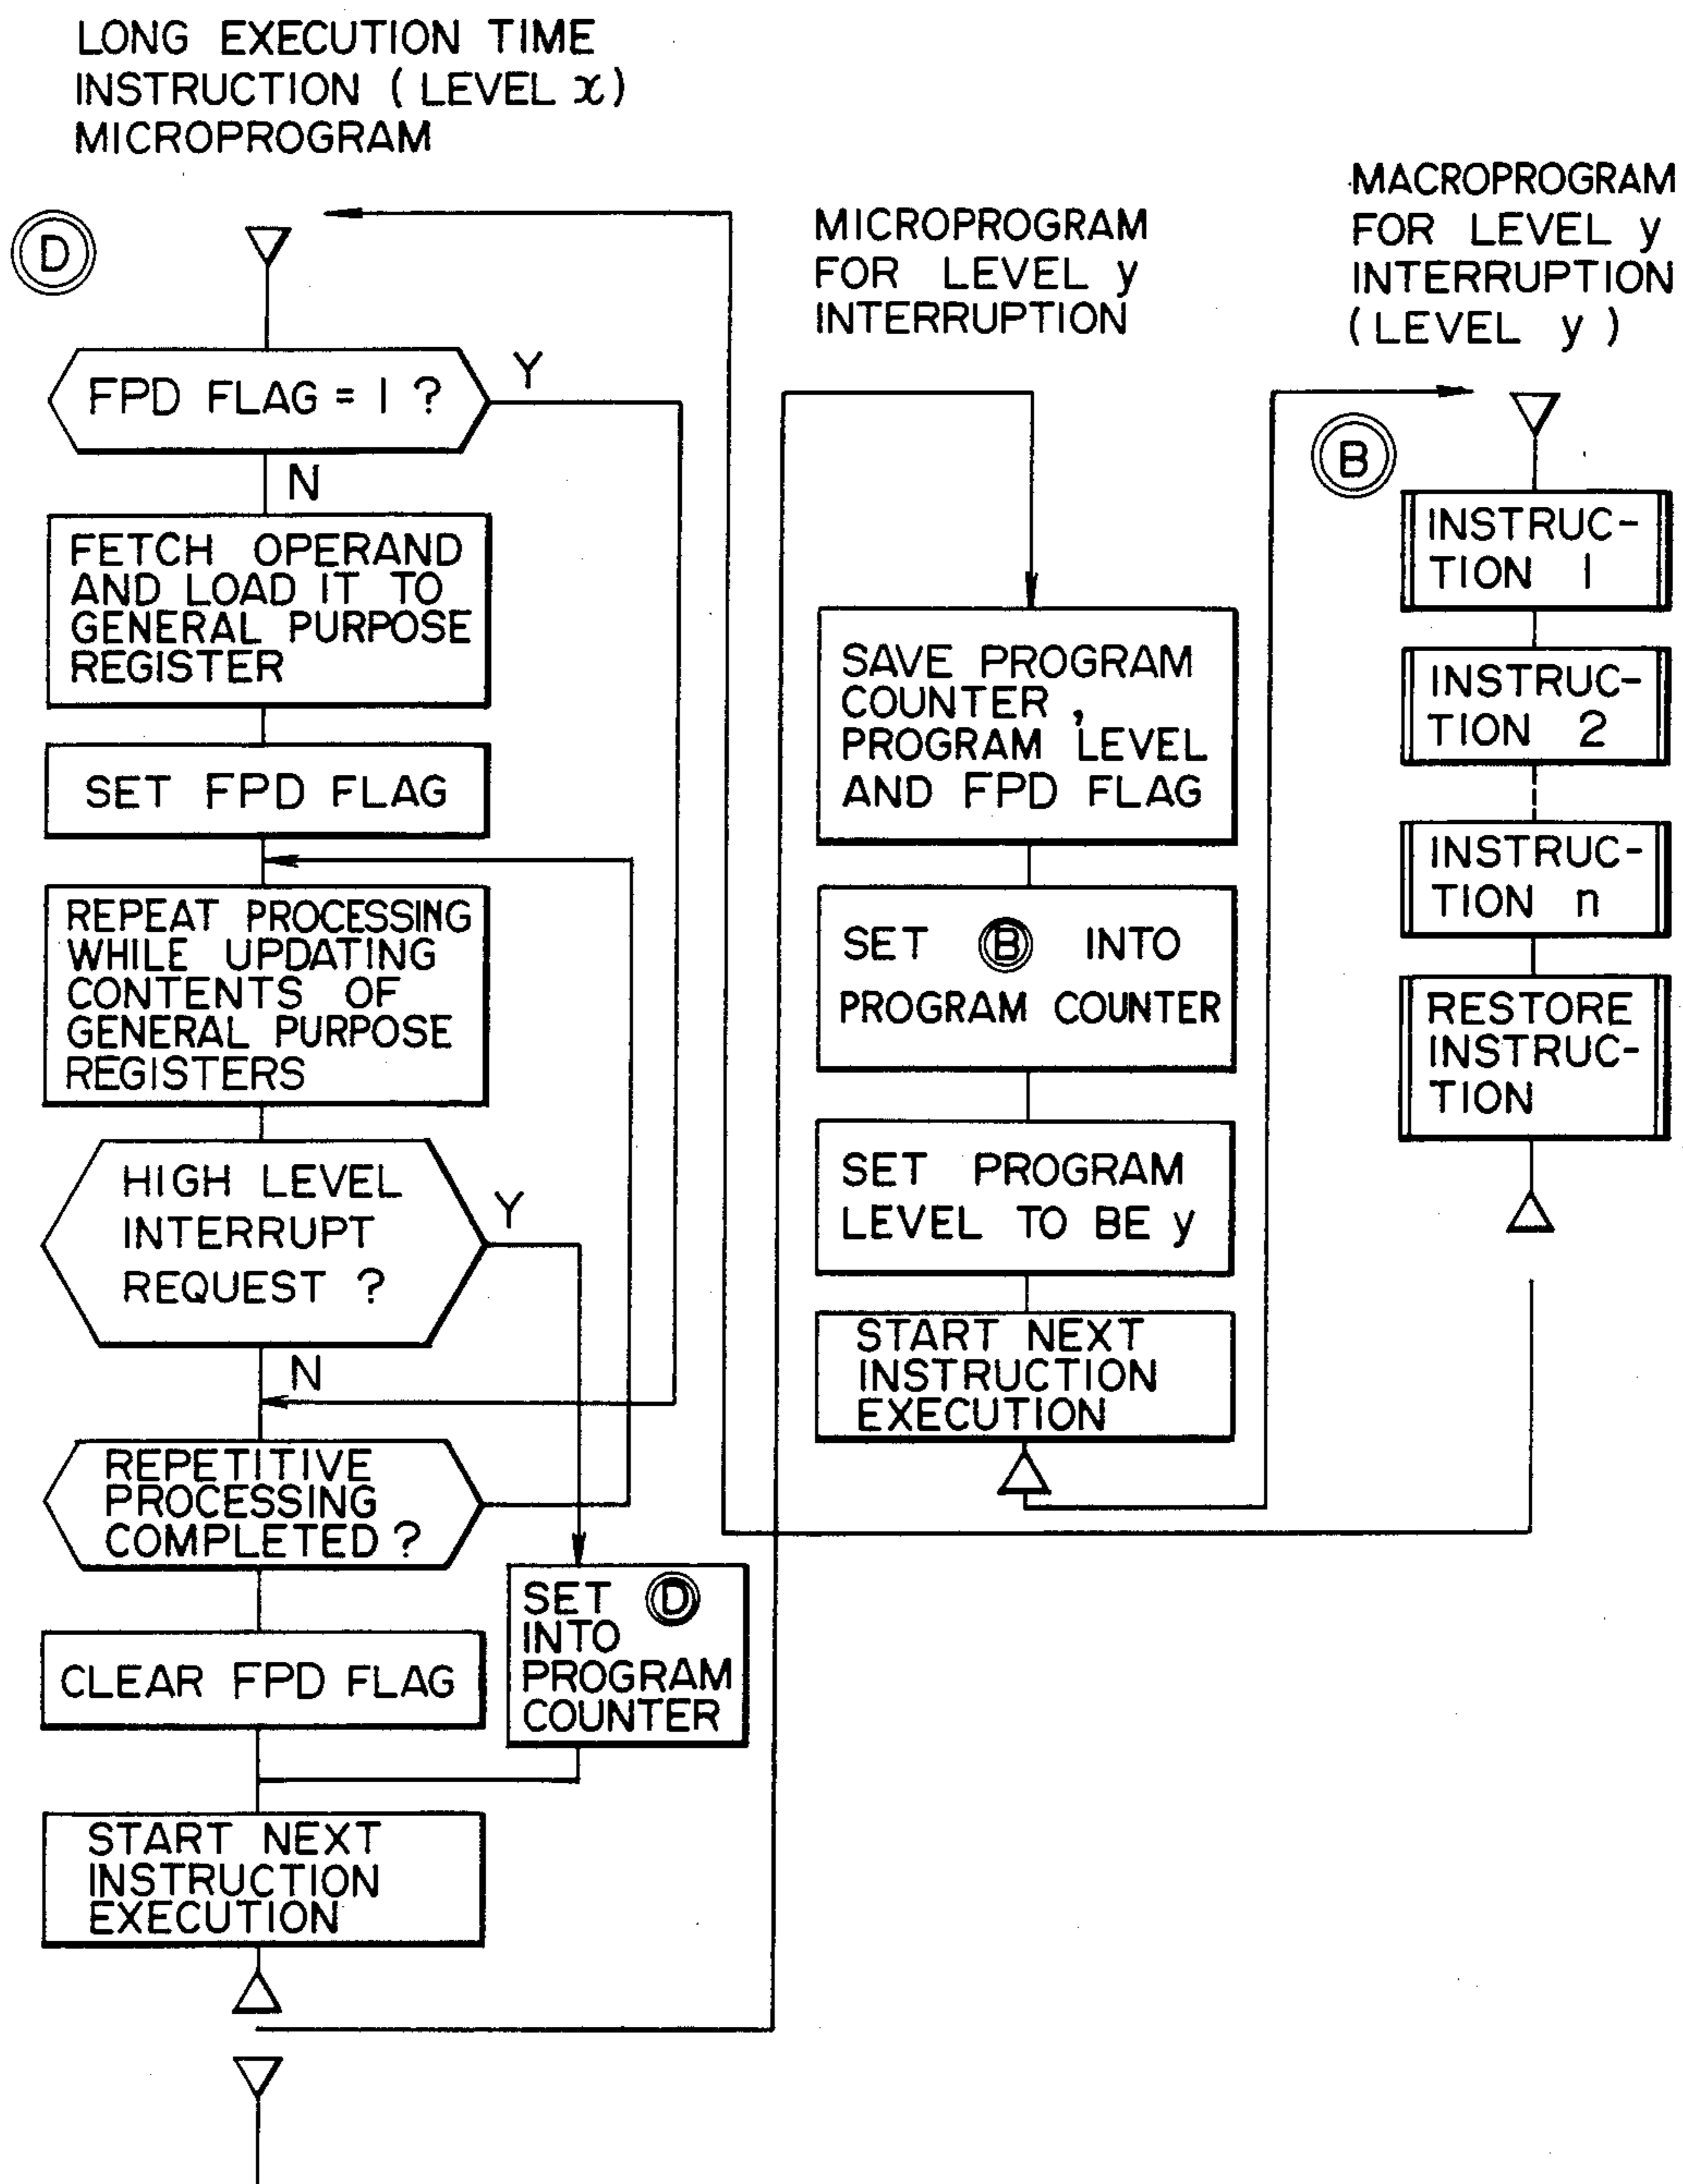 LONG EXECUTION TIME
INSTRUCTION ( LEVEL x )
MICROPROGRAM
D
FPD FLAG = 1 ?
Y
N
FETCH OPERAND
AND LOAD IT TO
GENERAL PURPOSE
REGISTER
SET FPD FLAG
REPEAT PROCESSING
WHILE UPDATING
CONTENTS OF
GENERAL PURPOSE
REGISTERS
HIGH LEVEL
INTERRUPT
REQUEST ?
Y
N
REPETITIVE
PROCESSING
COMPLETED ?
CLEAR FPD FLAG
SET D
INTO
PROGRAM
COUNTER
START NEXT
INSTRUCTION
EXECUTION
MICROPROGRAM
FOR LEVEL y
INTERRUPTION
SAVE PROGRAM
COUNTER ,
PROGRAM LEVEL
AND FPD FLAG
SET B INTO
PROGRAM COUNTER
SET PROGRAM
LEVEL TO BE y
START NEXT
INSTRUCTION
EXECUTION
MACROPROGRAM
FOR LEVEL y
INTERRUPTION
( LEVEL y )
B
INSTRUC-
TION 1
INSTRUC-
TION 2
INSTRUC-
TION n
RESTORE
INSTRUC-
TION